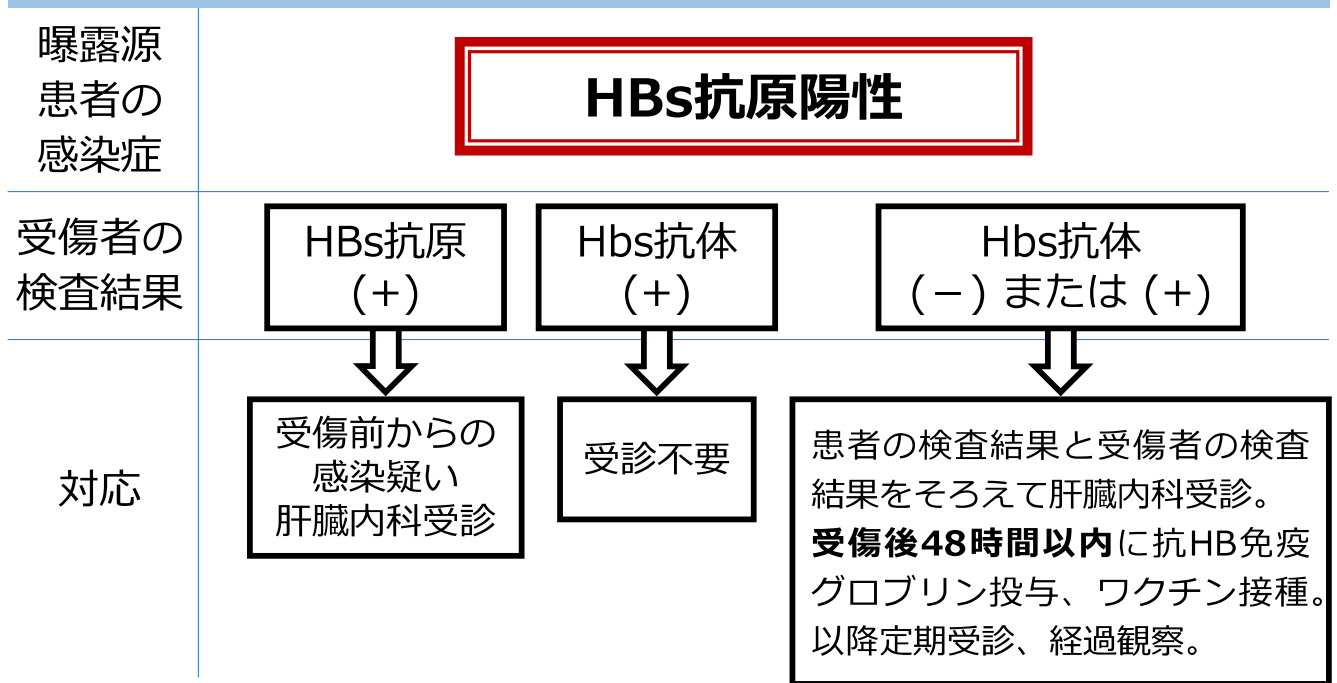 曝露源
患者の
感染症
HBs抗原陽性
受傷者の
検査結果
HBs抗原
(+)
Hbs抗体
(+)
Hbs抗体
(－) または (+)
対応
受傷前からの
感染疑い
肝臓内科受診
受診不要
患者の検査結果と受傷者の検査
結果をそろえて肝臓内科受診。
受傷後48時間以内に抗HB免疫
グロブリン投与、ワクチン接種。
以降定期受診、経過観察。